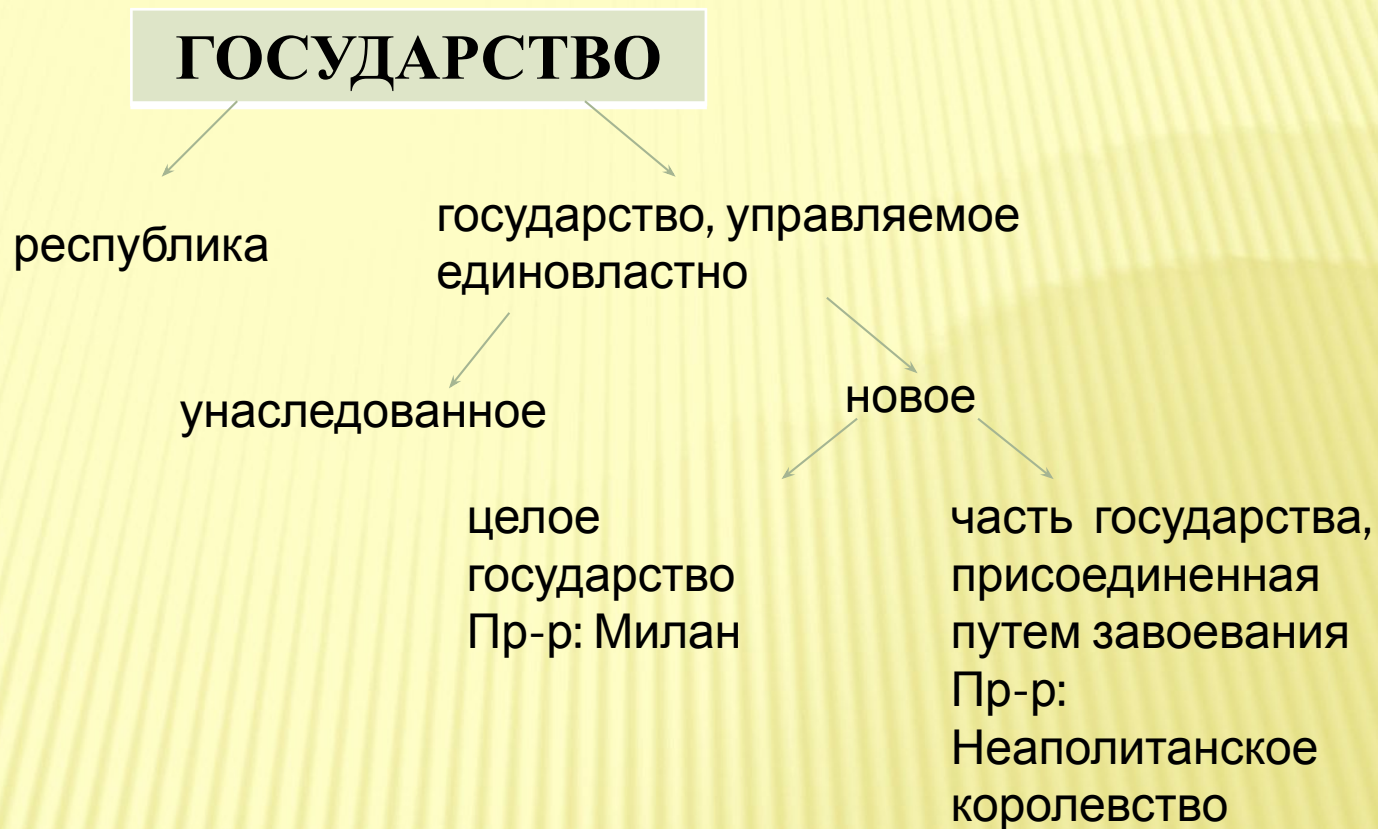 ГОСУДАРСТВО
республика
государство, управляемое
единовластно
унаследованное
новое
целое
государство
Пр-р: Милан
часть государства,
присоединенная
путем завоевания
Пр-р:
Неаполитанское
королевство